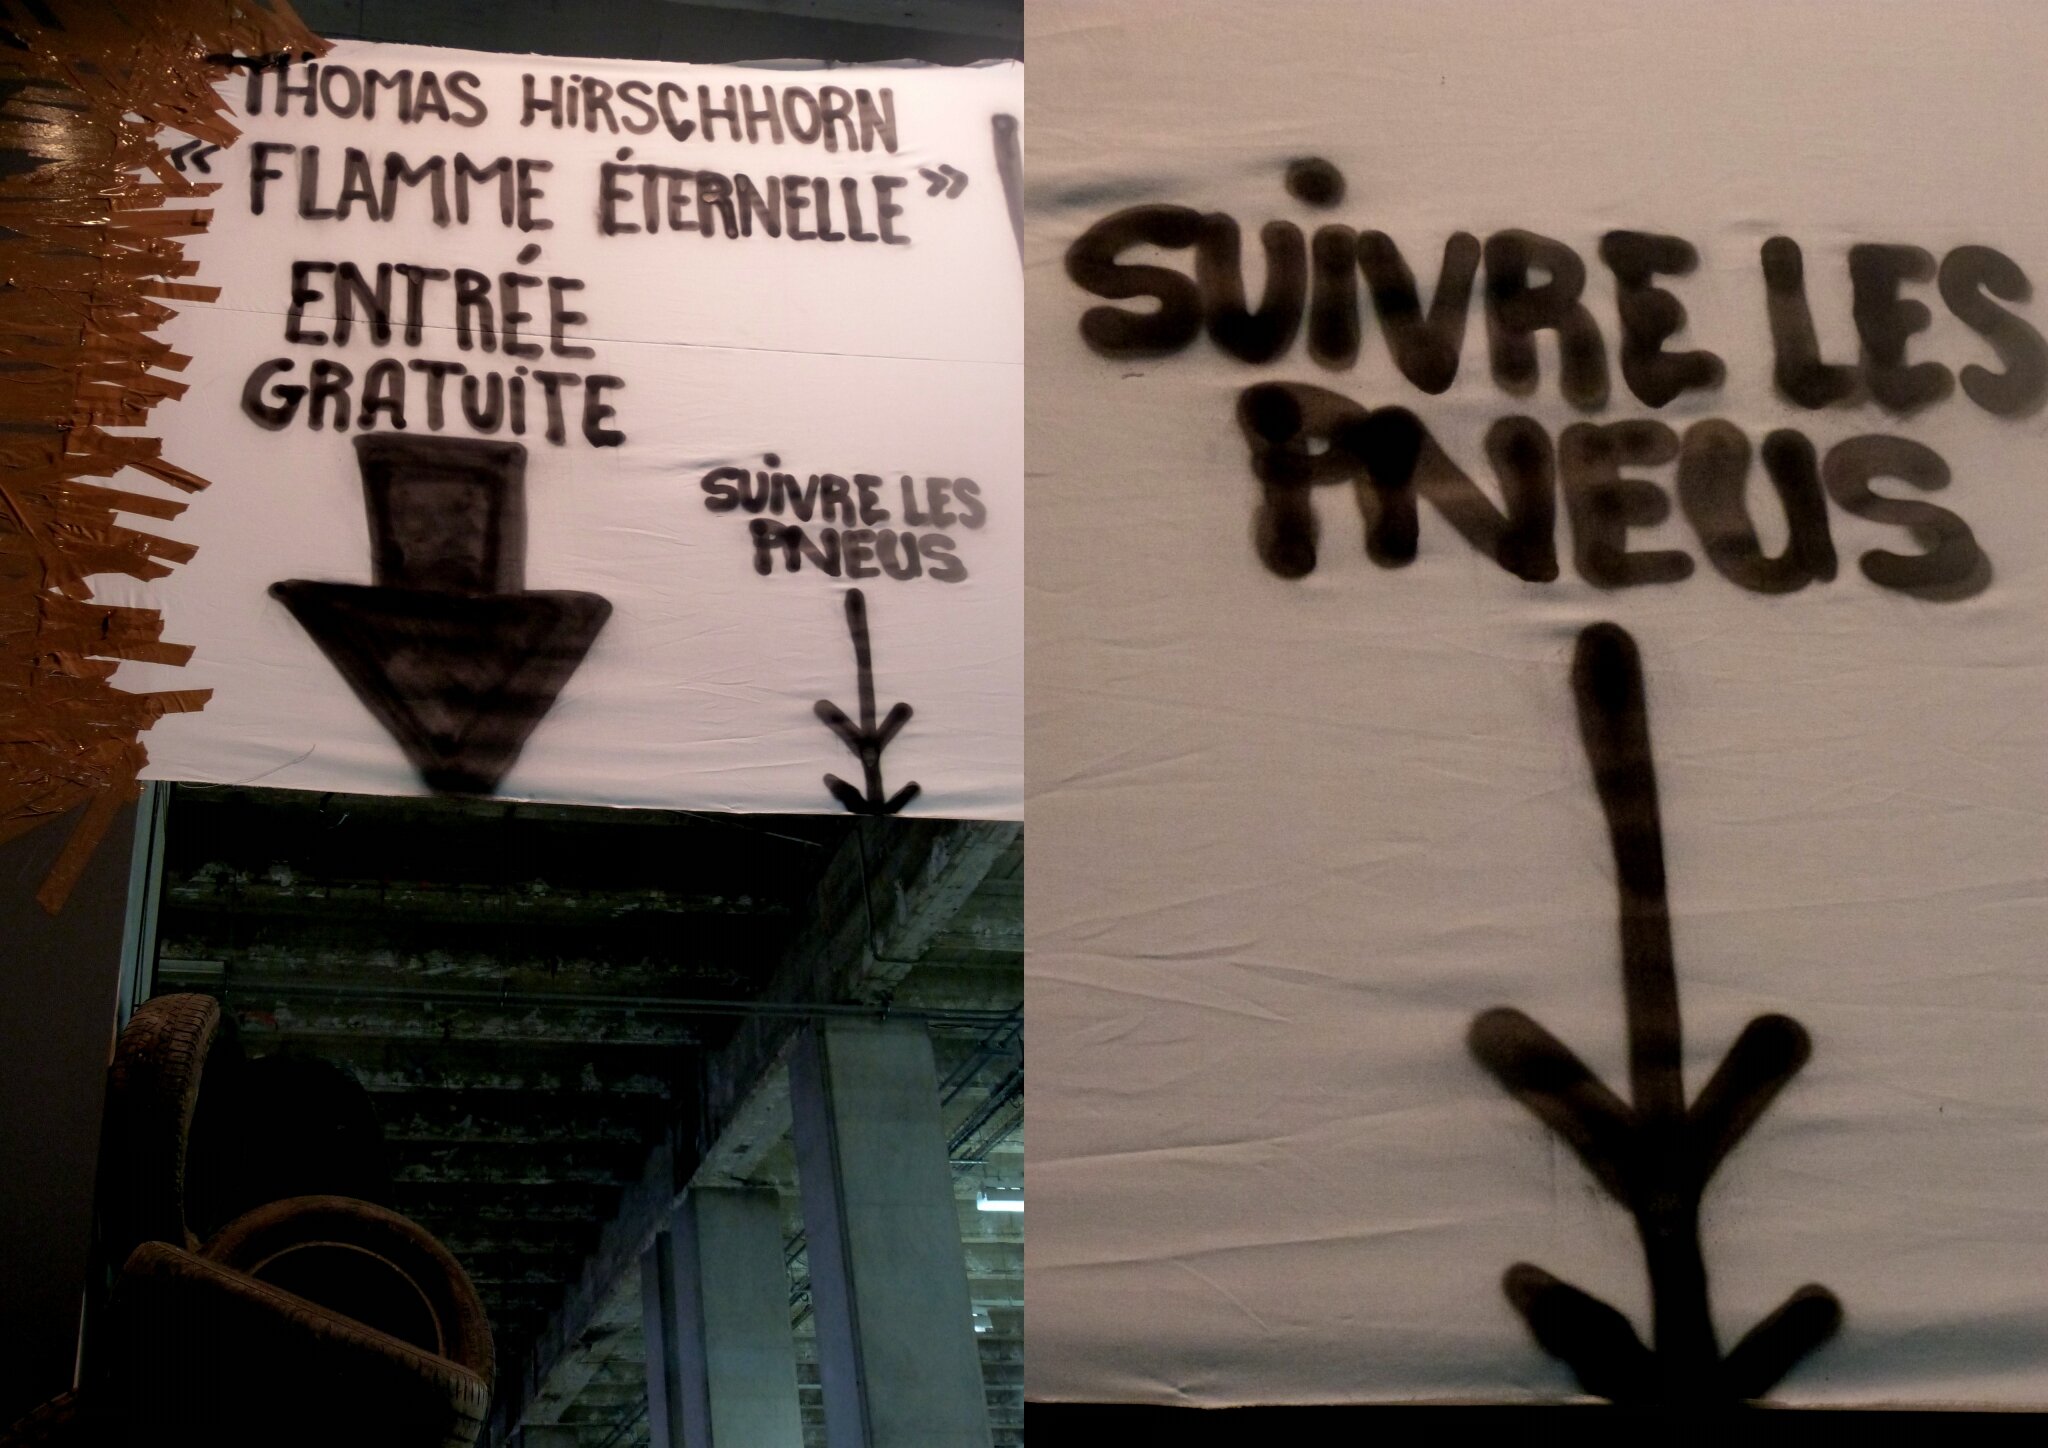 THOMAS HIRSCHHORN
« FLAMME ÉTERNELLE »
ENTRÉE
GRATUITE
SUIVRE LES
PNEUS
SUIVRE LES
PNEUS